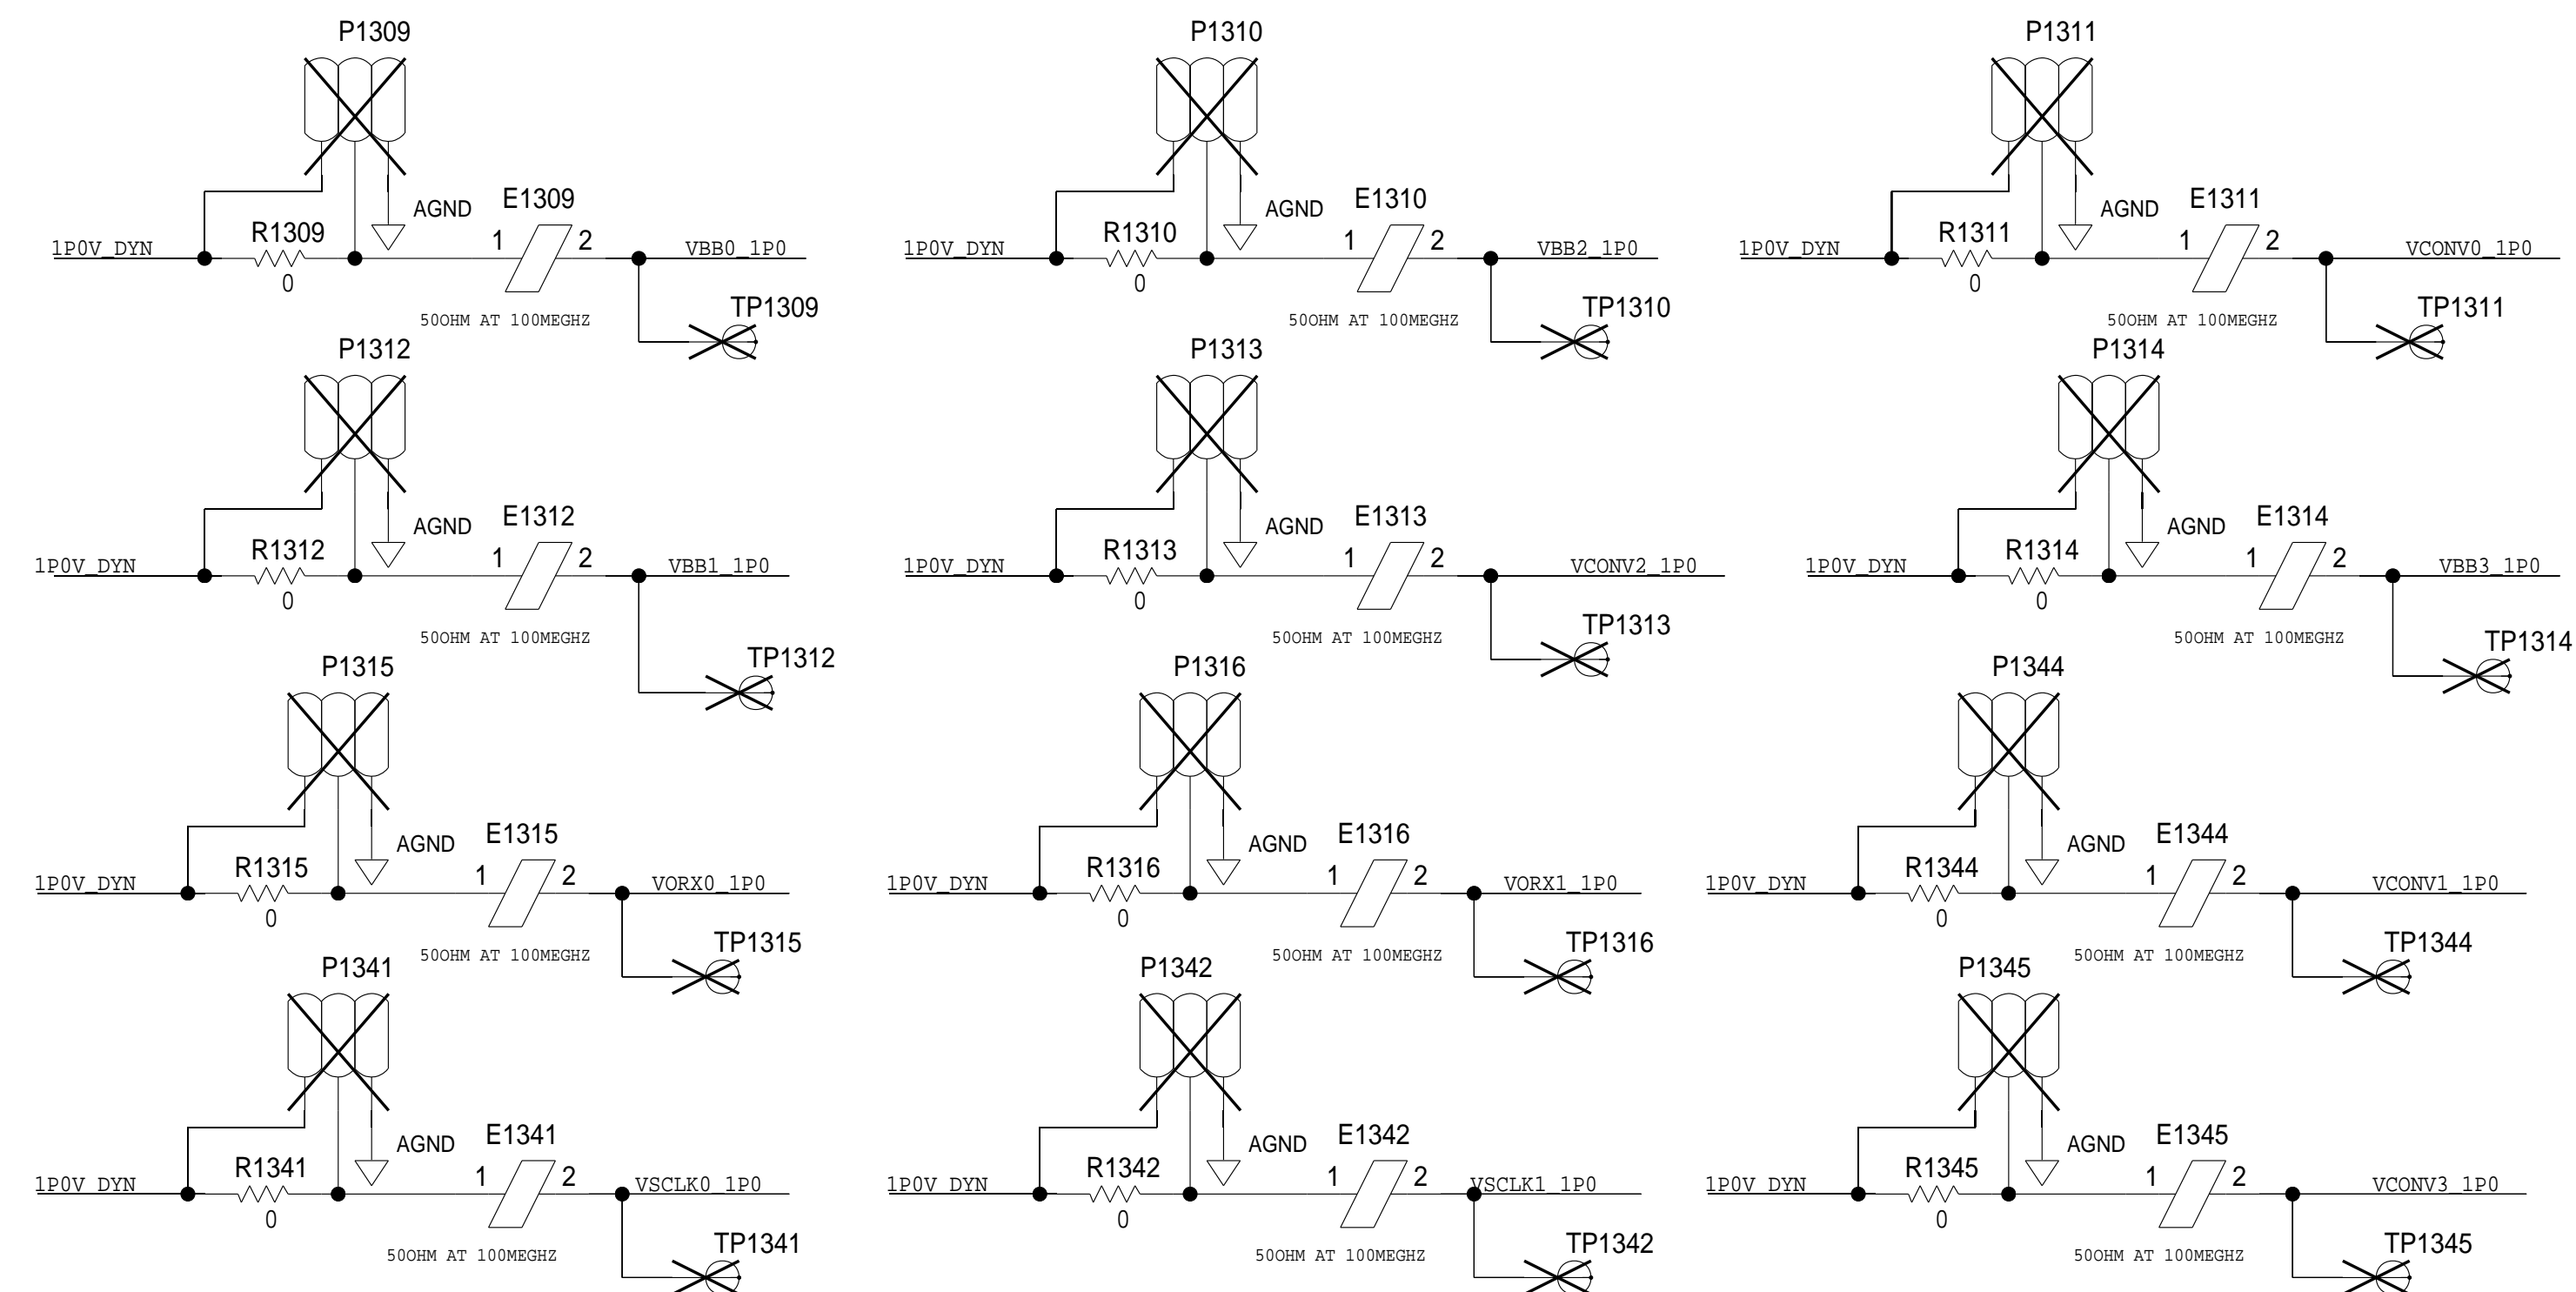 P1309 P1310 P1311
AGND E1309 AGND E1310 AGND E1311
1P0V_DYN R1309 1 2 VBB0_1P0 1P0V_DYN R1310 1 2 VBB2_1P0 1P0V_DYN R1311 1 2 VCONV0_1P0
0 0 0
50OHM AT 100MEGHZ TP1309 50OHM AT 100MEGHZ TP1310 50OHM AT 100MEGHZ TP1311
P1312 P1313 P1314
AGND E1312 AGND E1313 AGND E1314
1P0V_DYN R1312 1 2 VBB1_1P0 1P0V_DYN R1313 1 2 VCONV2_1P0 1P0V_DYN R1314 1 2 VBB3_1P0
0 0 0
50OHM AT 100MEGHZ TP1312 50OHM AT 100MEGHZ TP1313 50OHM AT 100MEGHZ TP1314
P1315 P1316 P1344
AGND E1315 AGND E1316 AGND E1344
1P0V_DYN R1315 1 2 VORX0_1P0 1P0V_DYN R1316 1 2 VORX1_1P0 1P0V_DYN R1344 1 2 VCONV1_1P0
0 0 0
50OHM AT 100MEGHZ TP1315 50OHM AT 100MEGHZ TP1316 50OHM AT 100MEGHZ TP1344
P1341 P1342 P1345
AGND E1341 AGND E1342 AGND E1345
1P0V_DYN R1341 1 2 VSCLK0_1P0 1P0V_DYN R1342 1 2 VSCLK1_1P0 1P0V_DYN R1345 1 2 VCONV3_1P0
0 0 0
50OHM AT 100MEGHZ TP1341 50OHM AT 100MEGHZ TP1342 50OHM AT 100MEGHZ TP1345